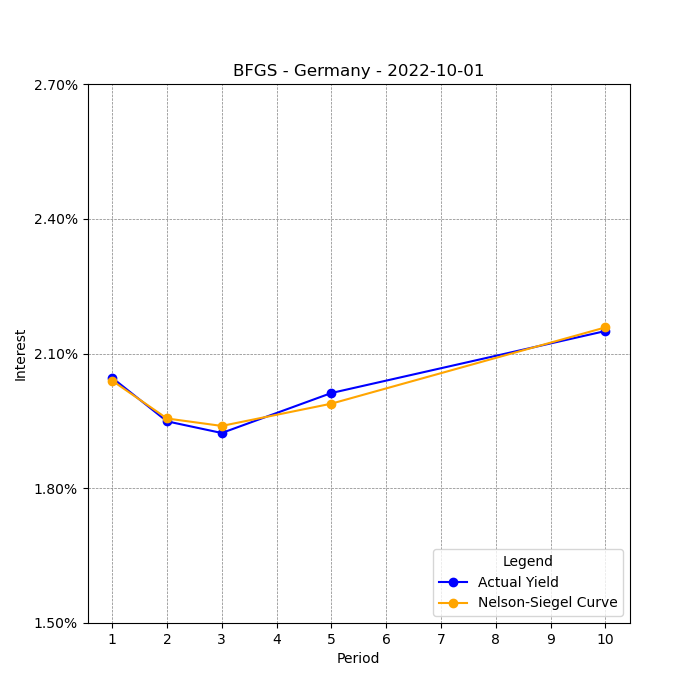 BFGS - Germany - 2022-10-01
2.70%
2.40%
2.10%
1.80%
1.50%
Interest
1 2 3 4 5 6 7 8 9 10
Period
Legend
Actual Yield
Nelson-Siegel Curve